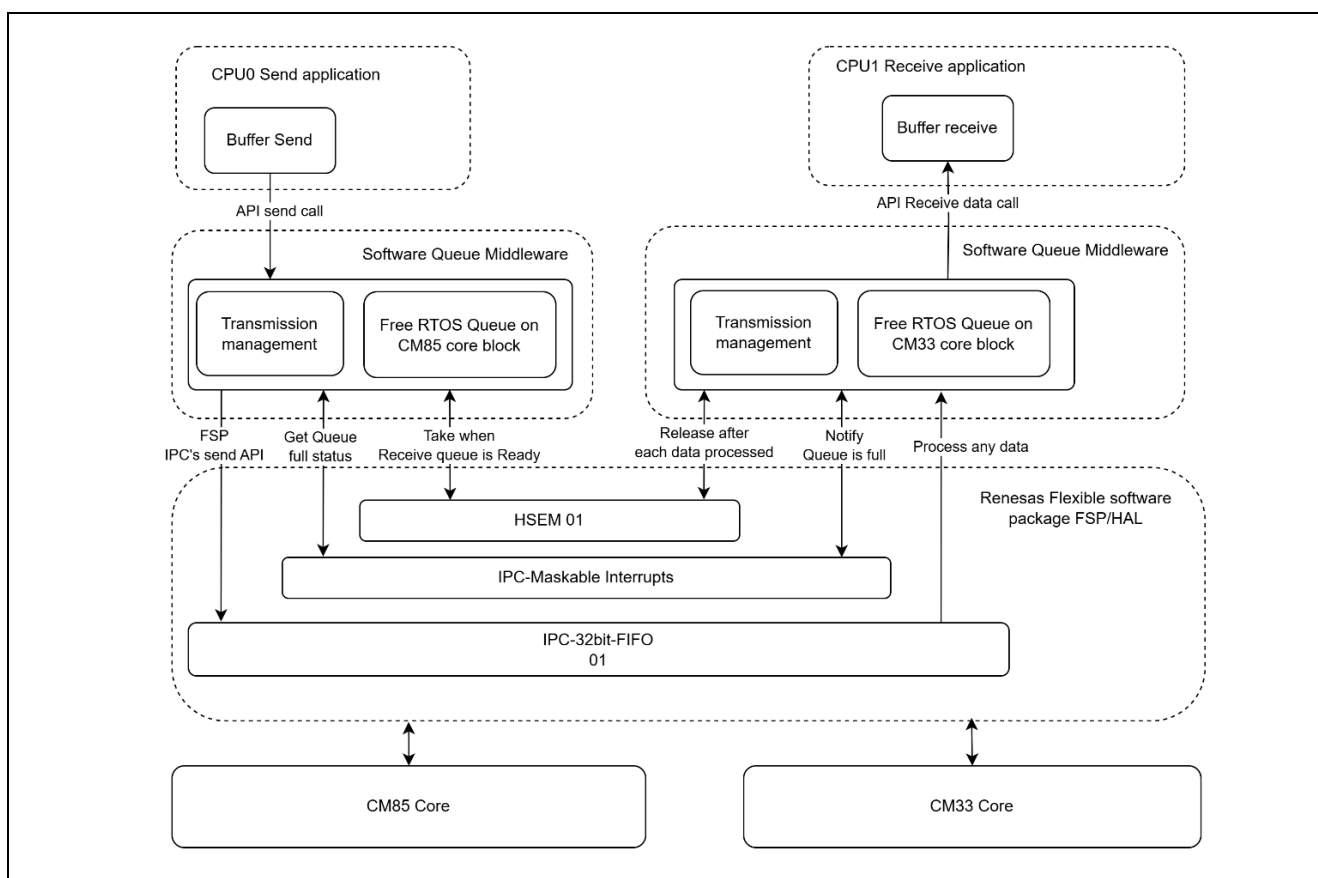 CPU0 Send application
CPU1 Receive application
Buffer Send
Buffer receive
API send call
API Receive data call
Software Queue Middleware
Software Queue Middleware
Transmission
management
Free RTOS Queue on
CM85 core block
Transmission
management
Free RTOS Queue on
CM33 core block
FSP
IPC's send API
Get Queue
full status
Take when
Receive queue is Ready
Release after
each data processed
Notify
Queue is full
Process any data
Renesas Flexible software
package FSP/HAL
HSEM 01
IPC-Maskable Interrupts
IPC-32bit-FIFO
01
CM85 Core
CM33 Core